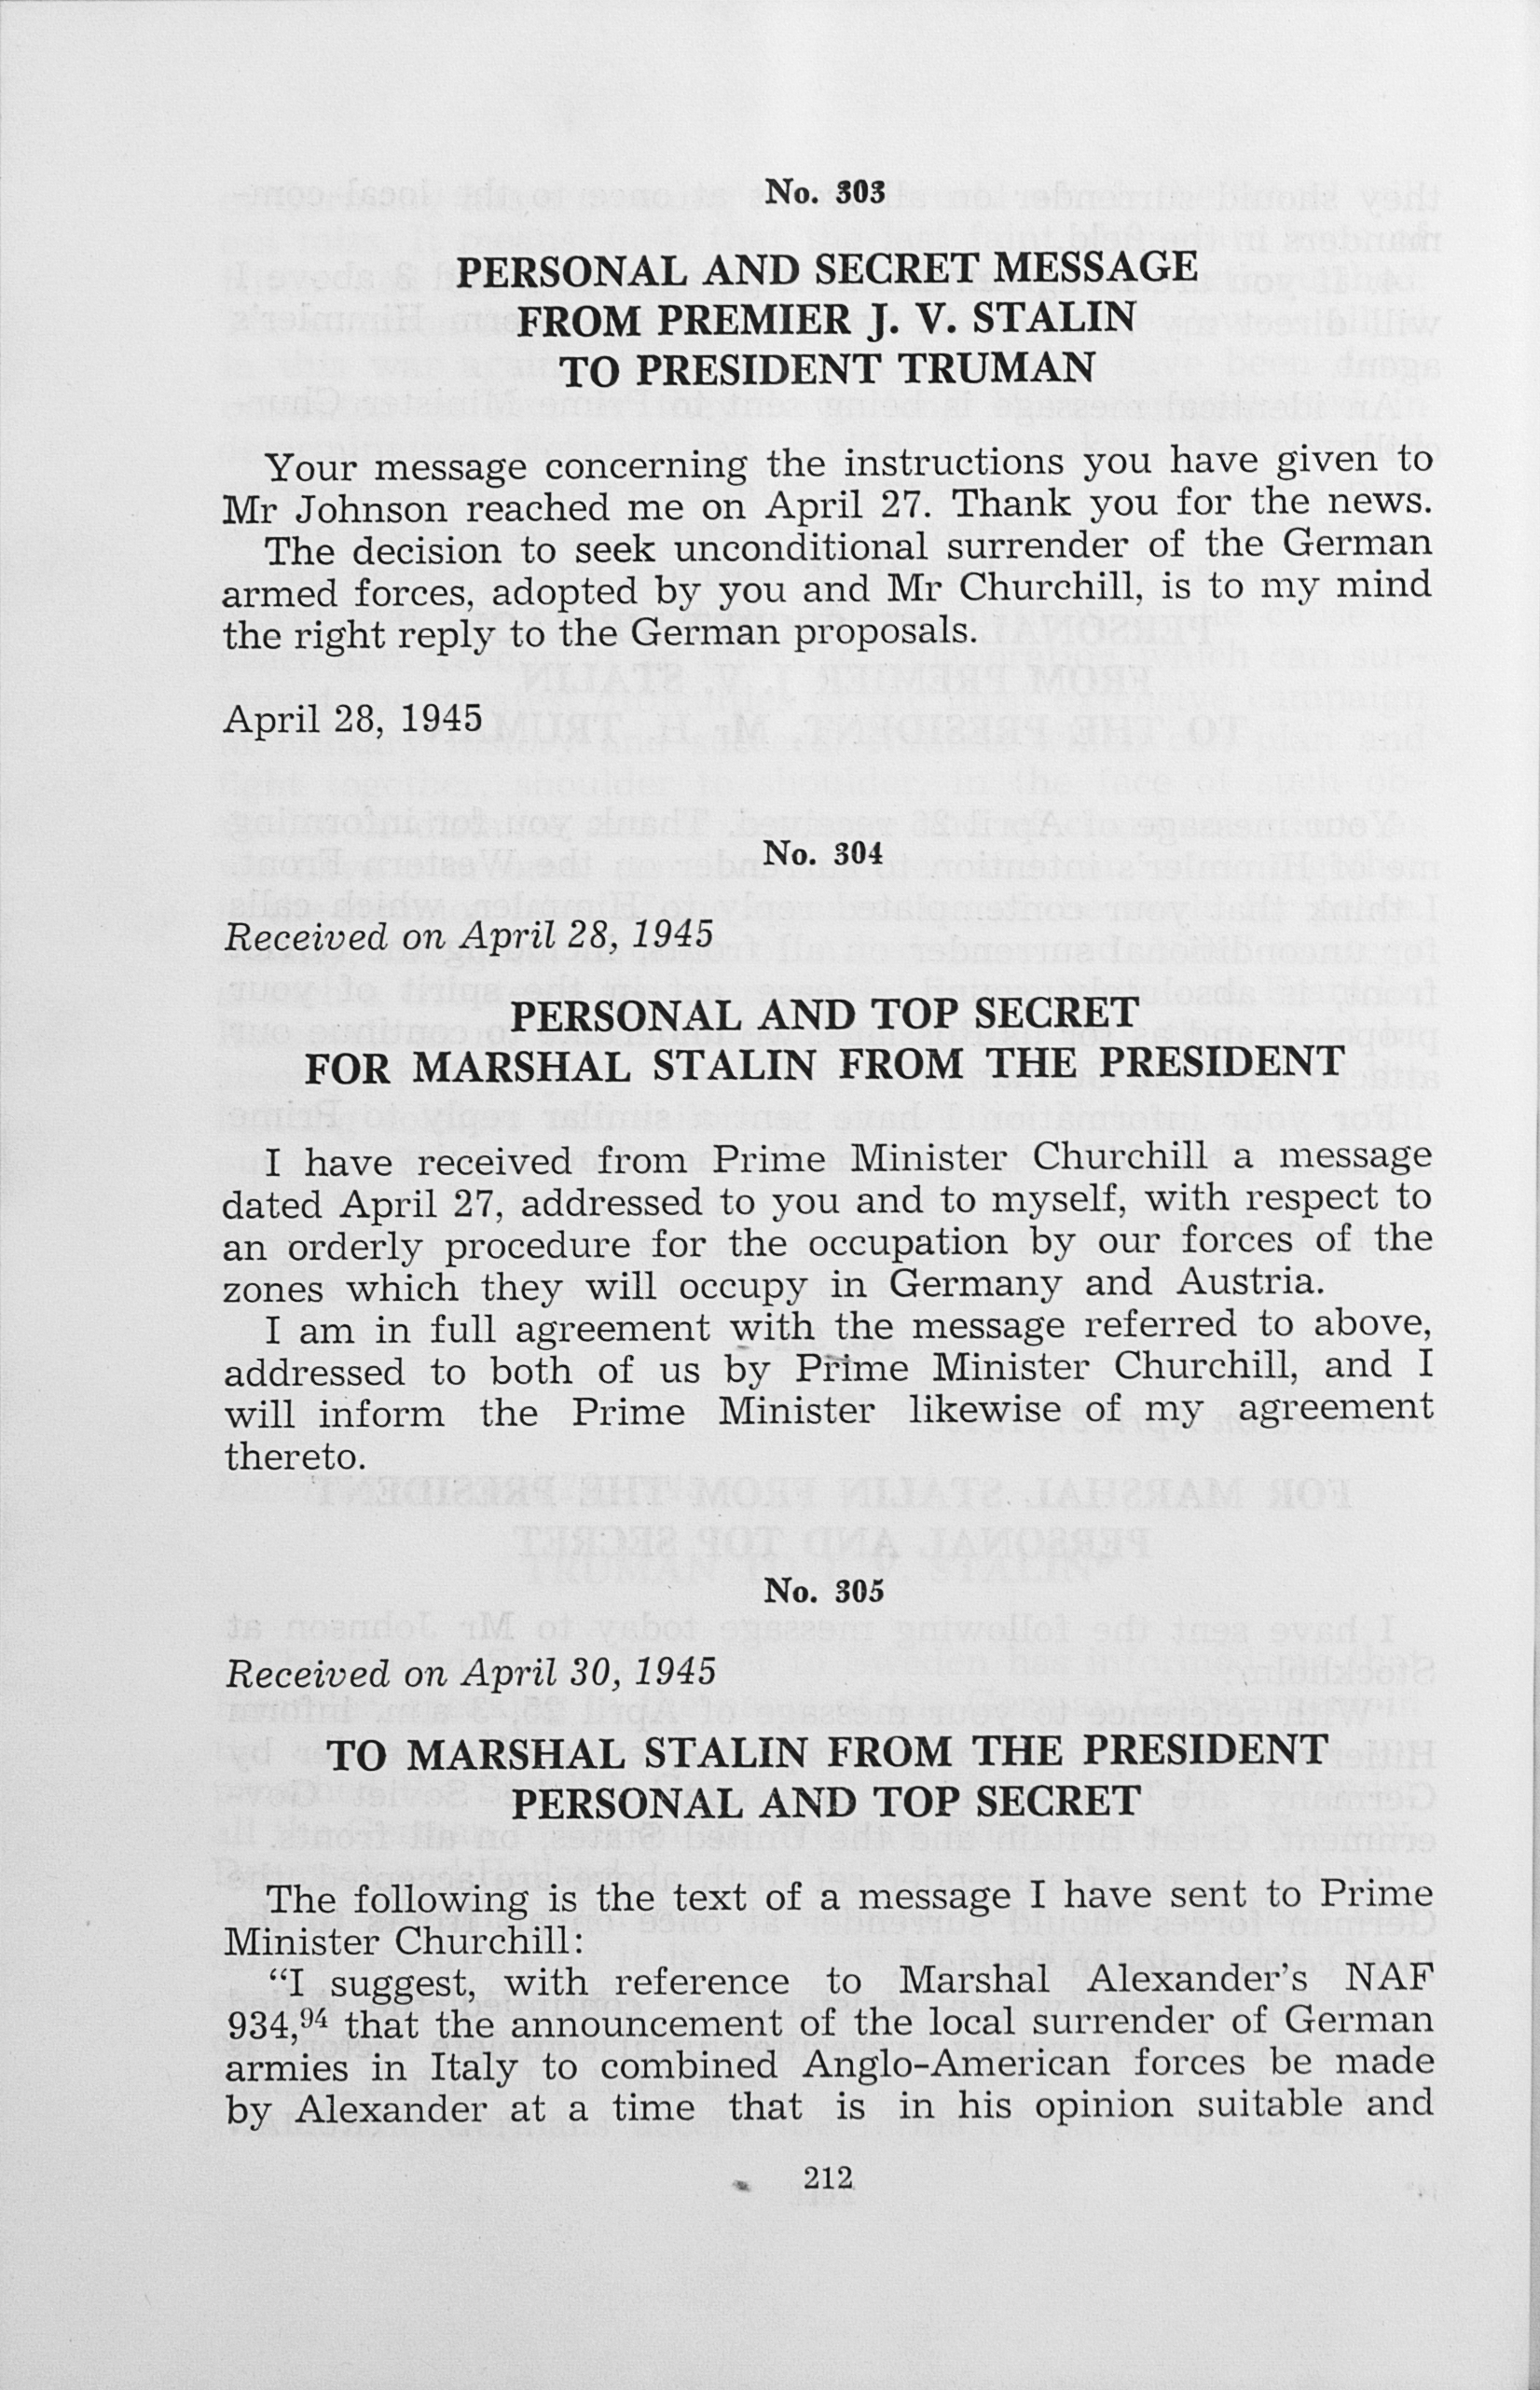 No. 303
PERSONAL AND SECRET MESSAGE
FROM PREMIER J. V. STALIN
TO PRESIDENT TRUMAN
Your message concerning the instructions you have given to
Mr Johnson reached me on April 27. Thank you for the news.
The decision to seek unconditional surrender of the German
armed forces, adopted by you and Mr Churchill, is to my mind
the right reply to the German proposals.
April 28, 1945
No. 304
Received on April 28, 1945
PERSONAL AND TOP SECRET
FOR MARSHAL STALIN FROM THE PRESIDENT
I have received from Prime Minister Churchill a message
dated April 27, addressed to you and to myself, with respect to
an orderly procedure for the occupation by our forces of the
zones which they will occupy in Germany and Austria.
I am in full agreement with the message referred to above,
addressed to both of us by Prime Minister Churchill, and I
will inform the Prime Minister likewise of my agreement
thereto.
No. 305
Received on April 30, 1945
TO MARSHAL STALIN FROM THE PRESIDENT
PERSONAL AND TOP SECRET
The following is the text of a message I have sent to Prime
Minister Churchill:
“I suggest, with reference to Marshal Alexander’s NAF
934,⁹⁴ that the announcement of the local surrender of German
armies in Italy to combined Anglo-American forces be made
by Alexander at a time that is in his opinion suitable and
212